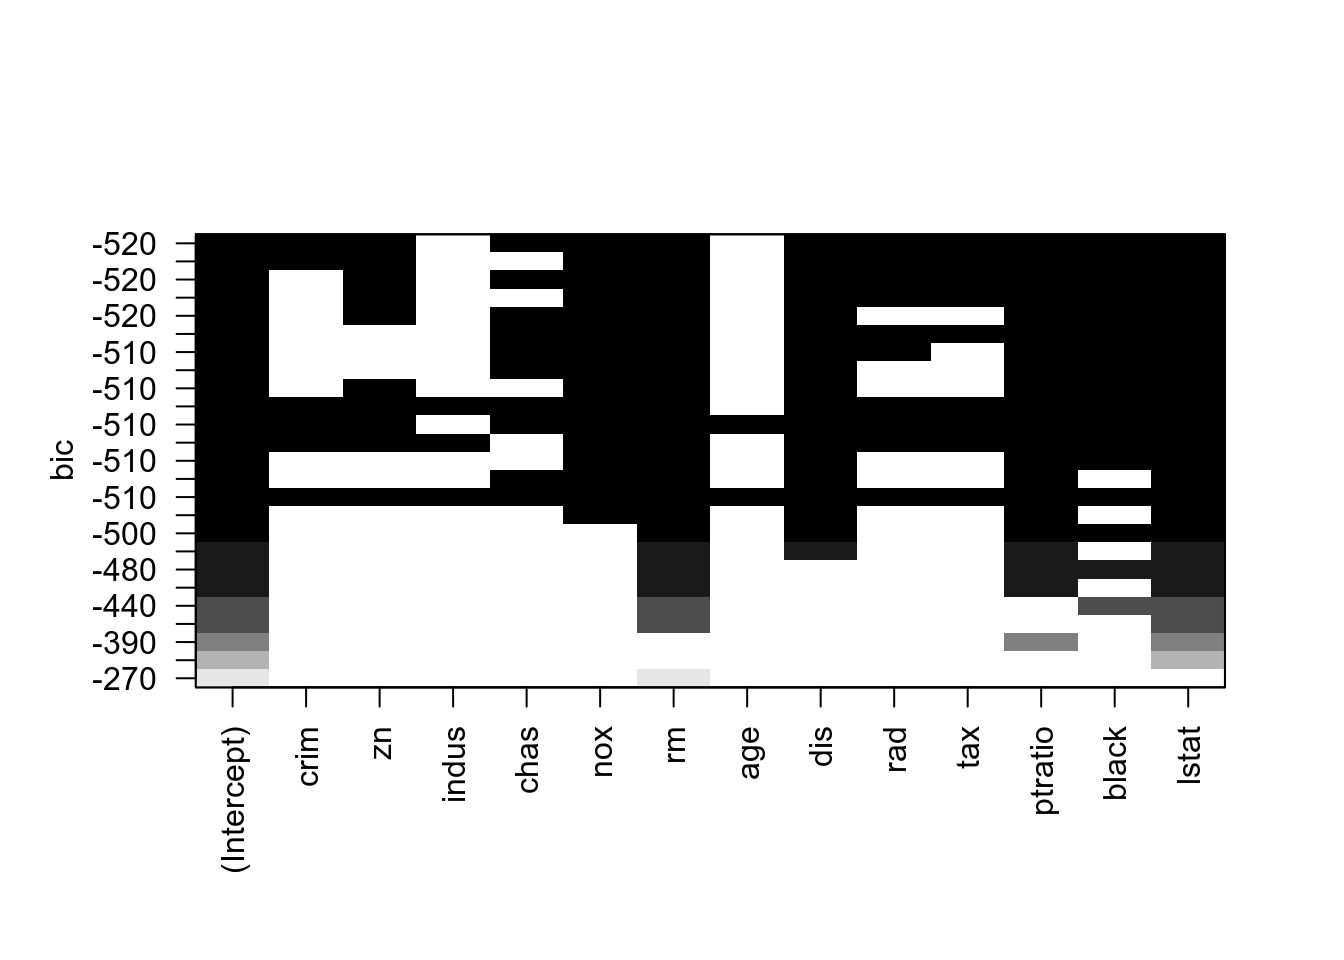 -520
-520
-520
-510
-510
-510
-510
-510
-500
-480
-440
-390
-270
bic
(Intercept)
crim
zn
indus
chas
nox
rm
age
dis
rad
tax
ptratio
black
lstat